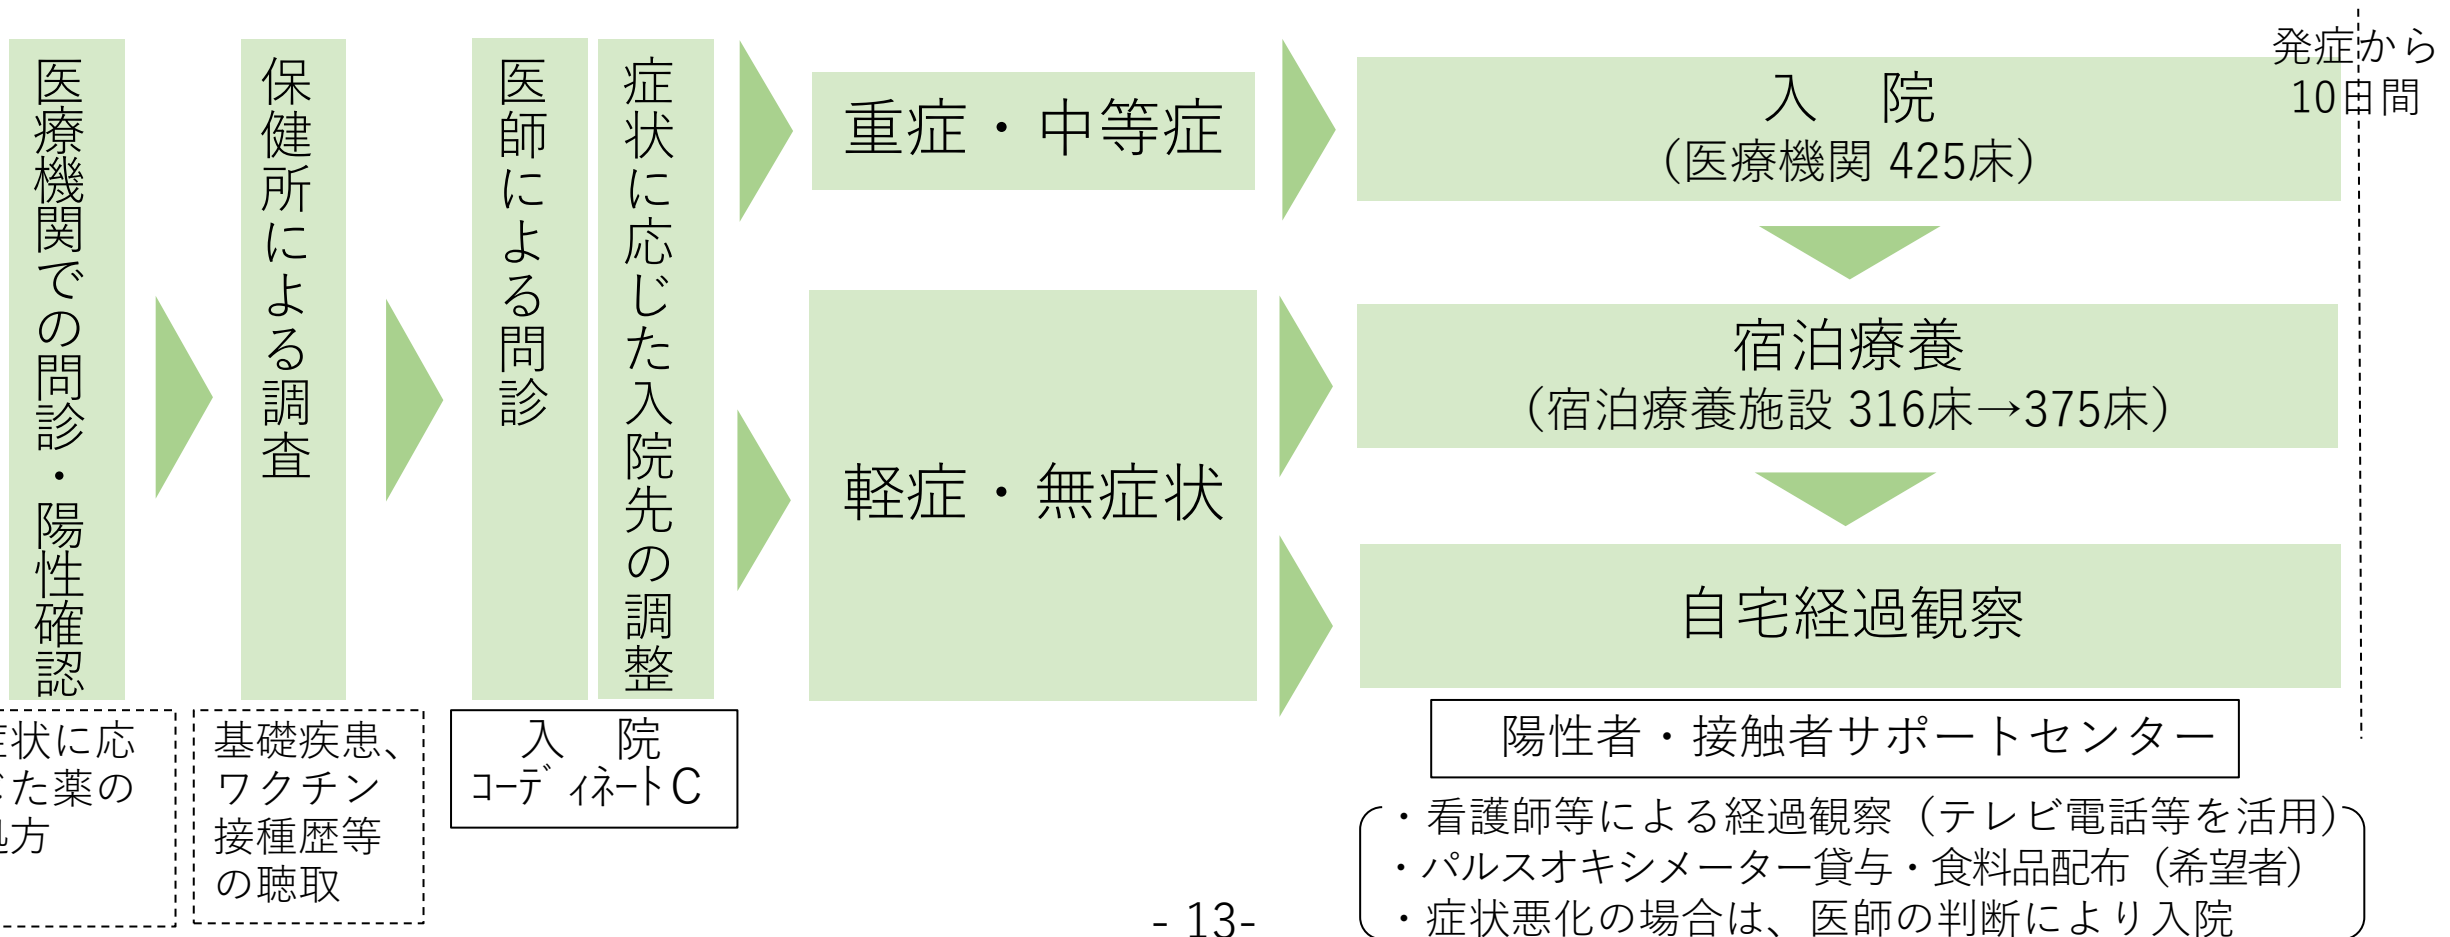 医療機関での問診・陽性確認
保健所による調査
医師による問診
症状に応じた入院先の調整
重症・中等症
軽症・無症状
入　院
（医療機関 425床）
宿泊療養
（宿泊療養施設 316床→375床）
自宅経過観察
発症から
10日間
症状に応
じた薬の
処方
基礎疾患、
ワクチン
接種歴等
の聴取
入　院
ｺｰﾃﾞｨﾈｰﾄC
陽性者・接触者サポートセンター
・看護師等による経過観察（テレビ電話等を活用）
・パルスオキシメーター貸与・食料品配布（希望者）
・症状悪化の場合は、医師の判断により入院
- 13-